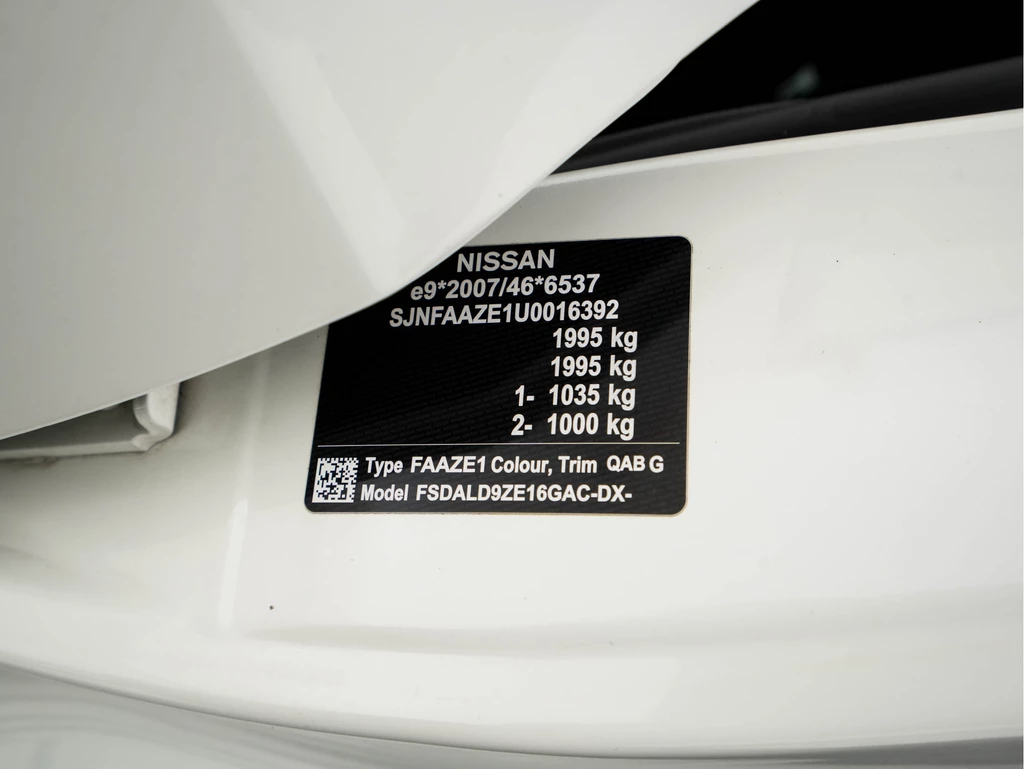 NISSAN
e9*2007/46*6537
SJNFAAZE1U0016392
1995 kg
1995 kg
1- 1035 kg
2- 1000 kg
Type FAAZE1 Colour, Trim QAB G
Model FSDALD9ZE16GAC-DX-